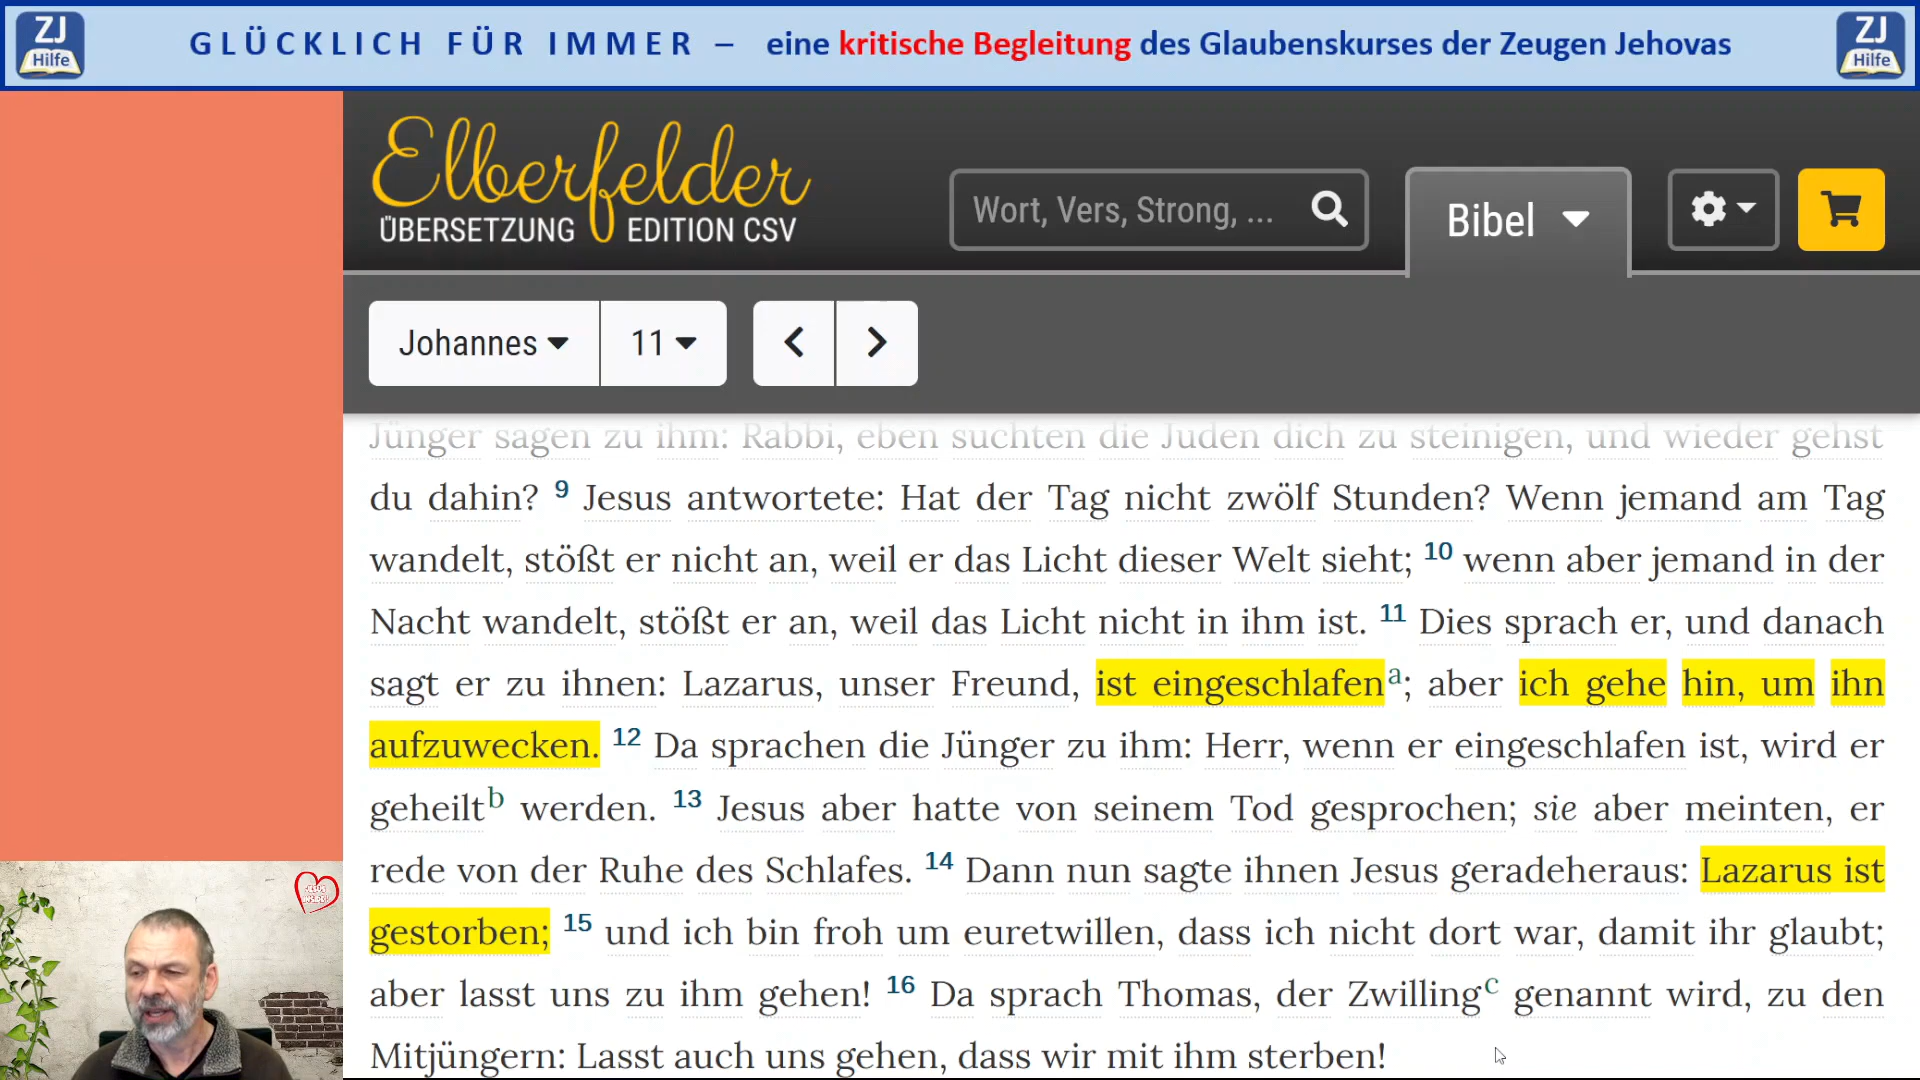 ZJ
Hilfe
GLÜCKLICH FÜR IMMER – eine kritische Begleitung des Glaubenskurses der Zeugen Jehovas
ZJ
Hilfe
Elberfelder
ÜBERSETZUNG EDITION CSV
Wort, Vers, Strong, ...
Bibel
Johannes
11
Jünger sagen zu ihm: Rabbi, eben suchten die Juden dich zu steinigen, und wieder gehst
du dahin? 9 Jesus antwortete: Hat der Tag nicht zwölf Stunden? Wenn jemand am Tag
wandelt, stößt er nicht an, weil er das Licht dieser Welt sieht; 10 wenn aber jemand in der
Nacht wandelt, stößt er an, weil das Licht nicht in ihm ist. 11 Dies sprach er, und danach
sagt er zu ihnen: Lazarus, unser Freund, ist eingeschlafen a; aber ich gehe hin, um ihn
aufzuwecken. 12 Da sprachen die Jünger zu ihm: Herr, wenn er eingeschlafen ist, wird er
geheilt b werden. 13 Jesus aber hatte von seinem Tod gesprochen; sie aber meinten, er
rede von der Ruhe des Schlafes. 14 Dann nun sagte ihnen Jesus geradeheraus: Lazarus ist
gestorben; 15 und ich bin froh um euretwillen, dass ich nicht dort war, damit ihr glaubt;
aber lasst uns zu ihm gehen! 16 Da sprach Thomas, der Zwilling c genannt wird, zu den
Mitjüngern: Lasst auch uns gehen, dass wir mit ihm sterben!